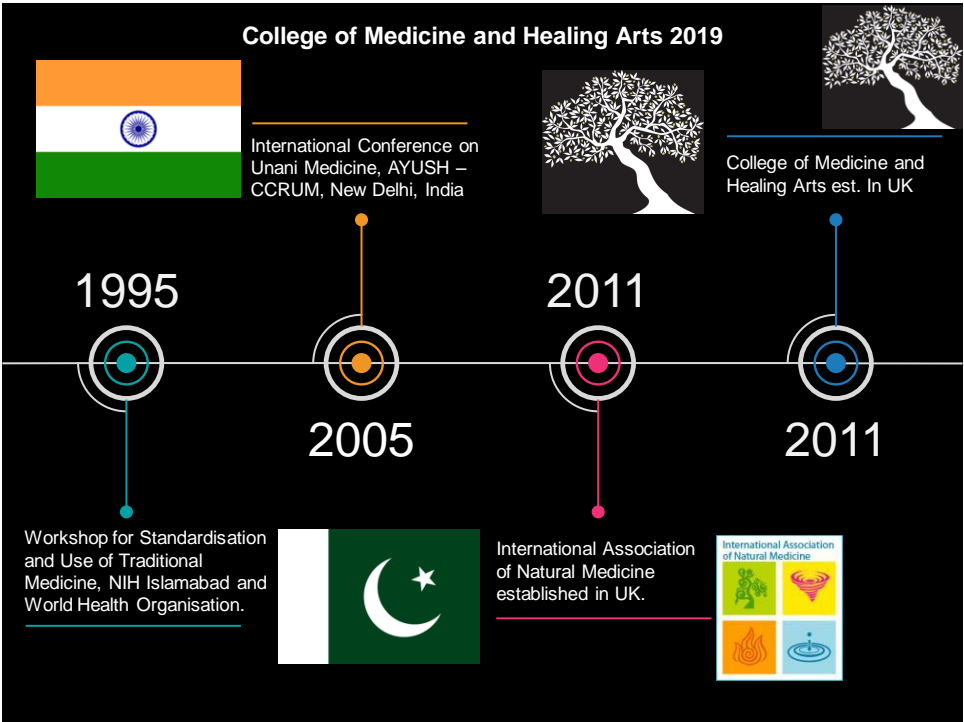 College of Medicine and Healing Arts 2019
International Conference on
Unani Medicine, AYUSH –
CCRUM, New Delhi, India
College of Medicine and
Healing Arts est. In UK
1995
2011
2005
2011
Workshop for Standardisation
and Use of Traditional
Medicine, NIH Islamabad and
World Health Organisation.
International Association
of Natural Medicine
established in UK.
International Association
of Natural Medicine